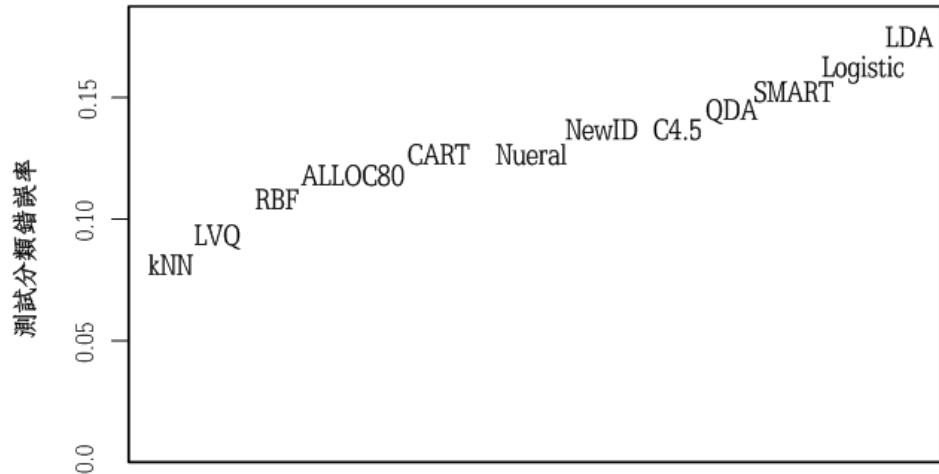 測試分類錯誤率
0.15
0.10
0.05
0.0
kNN
LVQ
RBF
ALLOC80
CART
Nueral
NewID
C4.5
QDA
SMART
Logistic
LDA